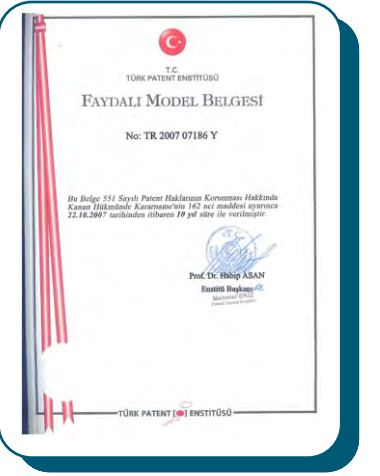 T.C.
TÜRK PATENT ENSTİTÜSÜ
FAYDALI MODEL BELGESİ
No: TR 2007 07186 Y
Bu Belge 551 Sayılı Patent Haklarının Korunması Hakkında
Kanun Hükmünde Kararname'nin 162 nci maddesi uyarınca
22.10.2007 tarihinden itibaren 10 yıl süre ile verilmiştir.
Prof. Dr. Habip ASAN
Enstitü Başkanı
TÜRK PATENT ENSTİTÜSÜ